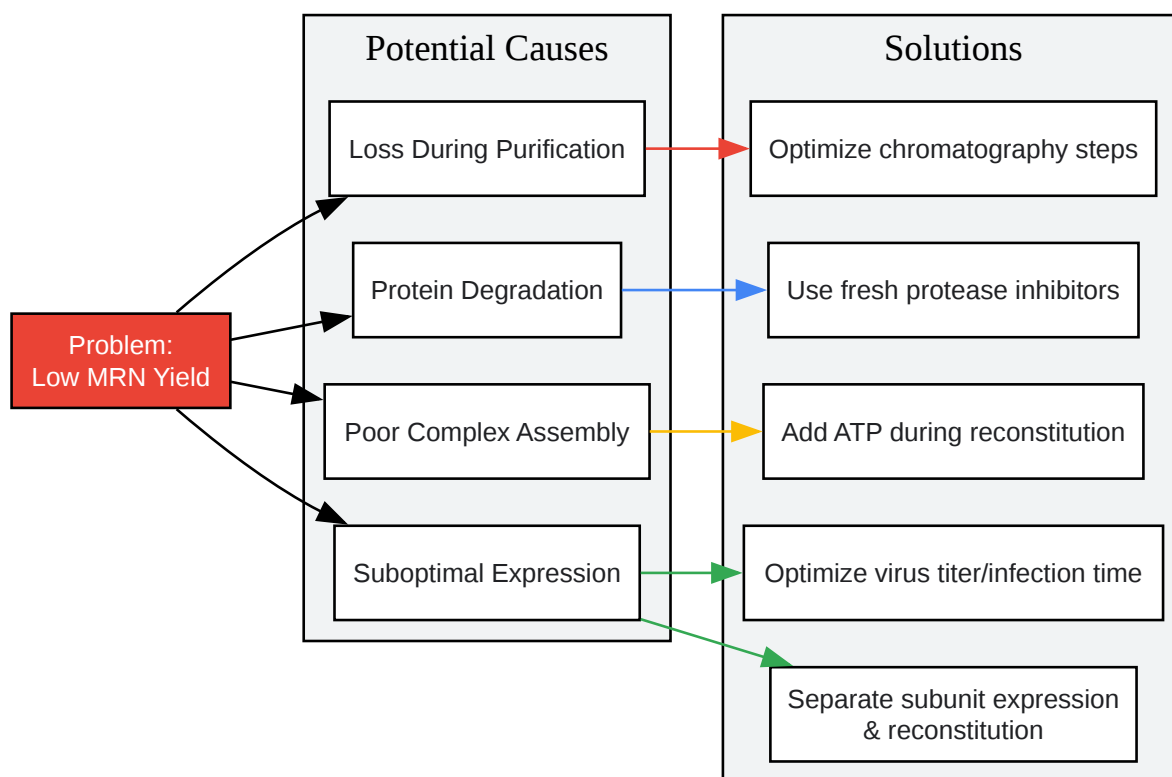 Potential Causes
Solutions
Loss During Purification
Optimize chromatography steps
Protein Degradation
Use fresh protease inhibitors
Problem:
Low MRN Yield
Poor Complex Assembly
Add ATP during reconstitution
Suboptimal Expression
Optimize virus titer/infection time
Separate subunit expression
& reconstitution